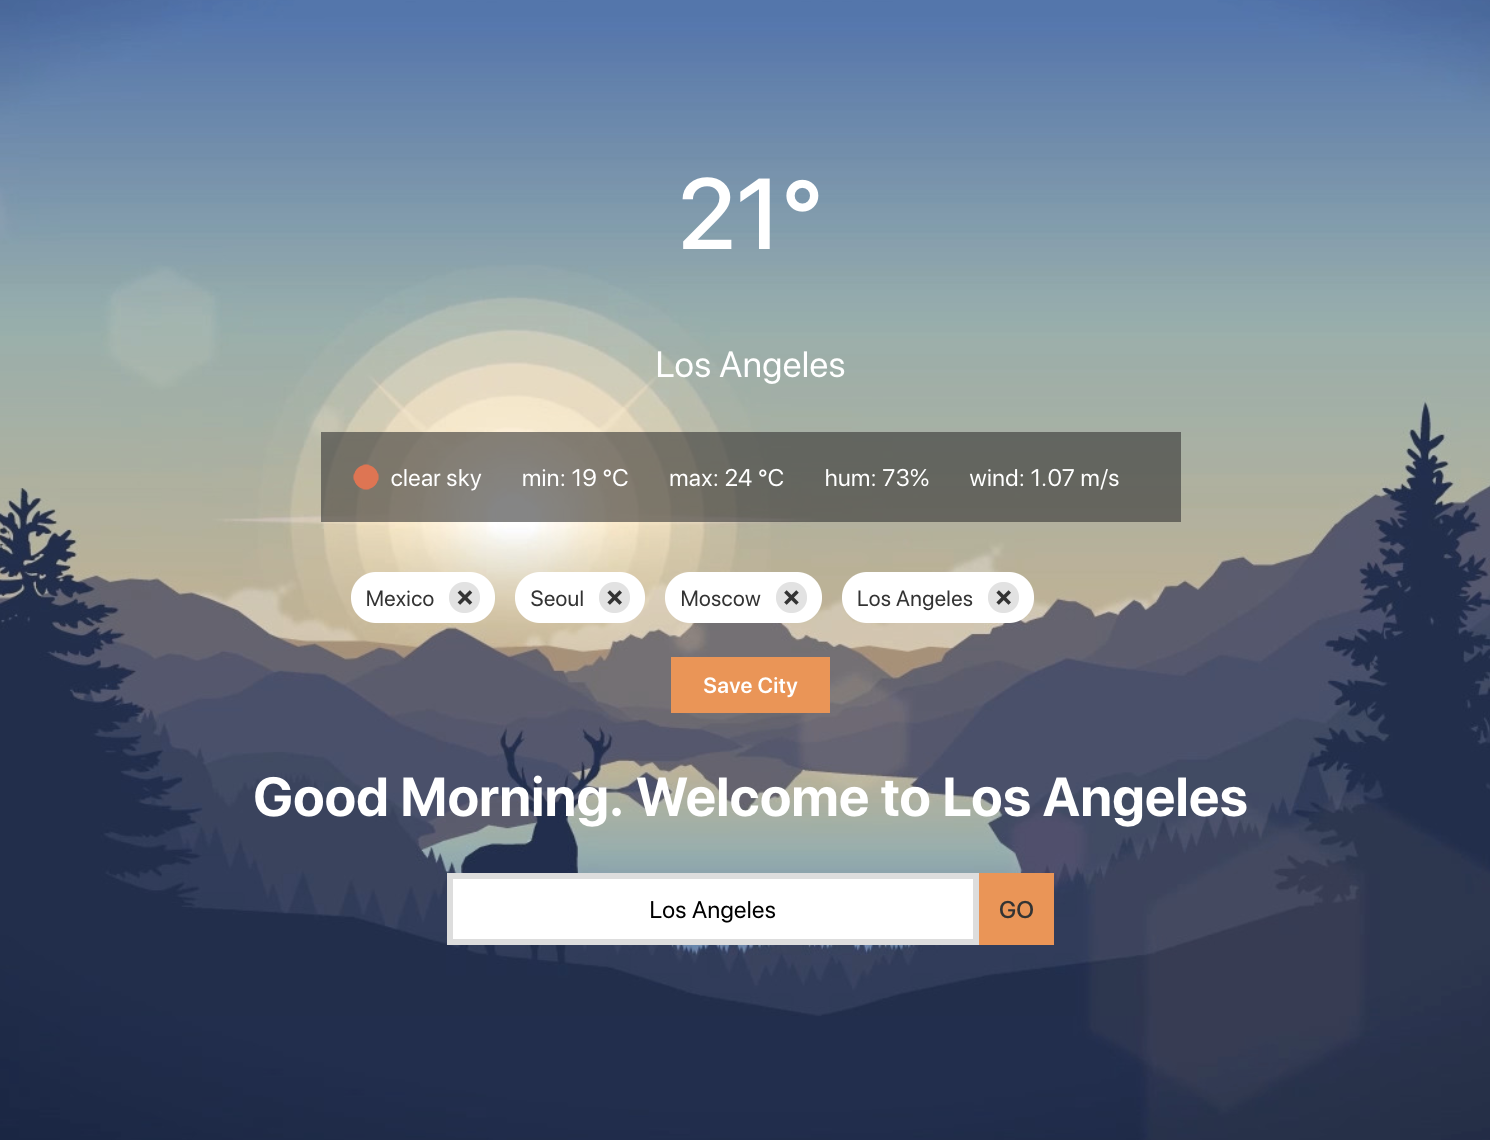 21°
Los Angeles
clear sky min: 19 °C max: 24 °C hum: 73% wind: 1.07 m/s
Mexico × Seoul × Moscow × Los Angeles ×
Save City
Good Morning. Welcome to Los Angeles
Los Angeles GO